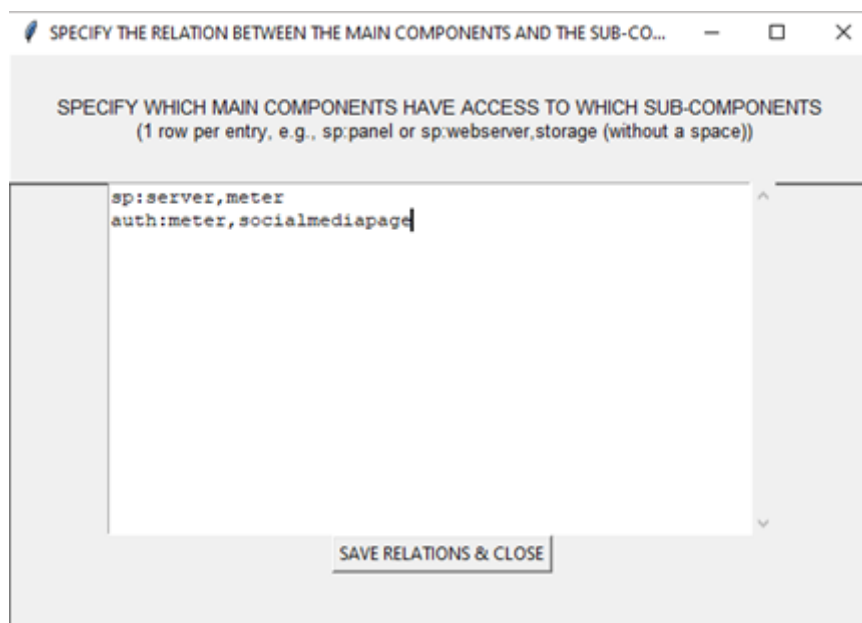 SPECIFY THE RELATION BETWEEN THE MAIN COMPONENTS AND THE SUB-CO...
SPECIFY WHICH MAIN COMPONENTS HAVE ACCESS TO WHICH SUB-COMPONENTS
(1 row per entry, e.g., sp:panel or sp:webserver,storage (without a space))
sp:server,meter
auth:meter,socialmediapage
SAVE RELATIONS & CLOSE